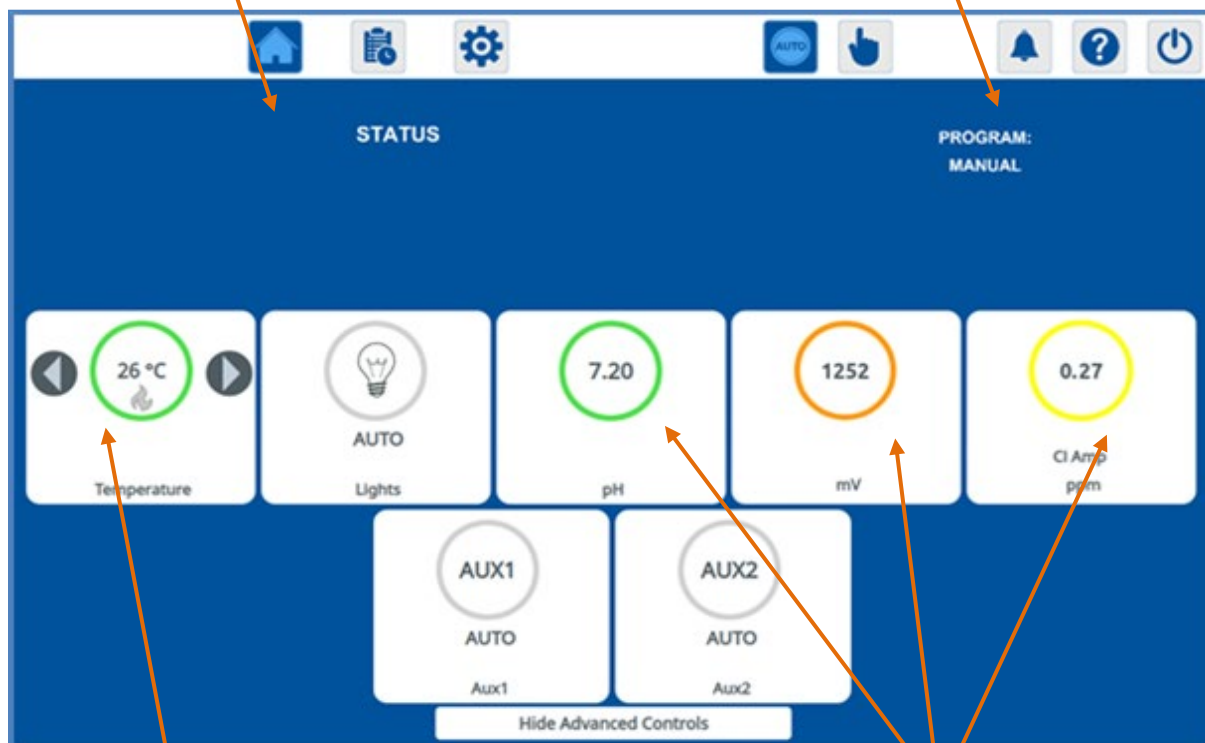 AUTO
?
STATUS
PROGRAM:
MANUAL
26 °C
Temperature
AUTO
Lights
7.20
pH
1252
mV
0.27
Cl Amp
ppm
AUX1
AUTO
Aux1
AUX2
AUTO
Aux2
Hide Advanced Controls